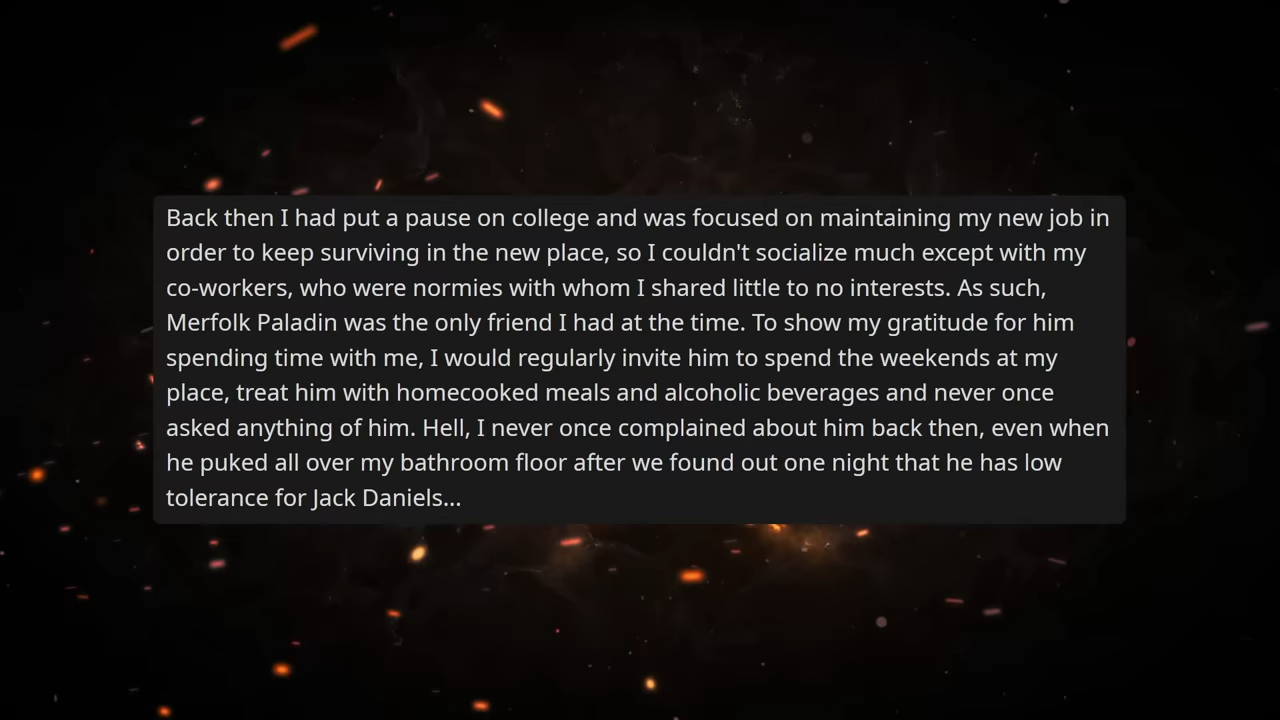 Back then I had put a pause on college and was focused on maintaining my new job in
order to keep surviving in the new place, so I couldn't socialize much except with my
co-workers, who were normies with whom I shared little to no interests. As such,
Merfolk Paladin was the only friend I had at the time. To show my gratitude for him
spending time with me, I would regularly invite him to spend the weekends at my
place, treat him with homecooked meals and alcoholic beverages and never once
asked anything of him. Hell, I never once complained about him back then, even when
he puked all over my bathroom floor after we found out one night that he has low
tolerance for Jack Daniels...